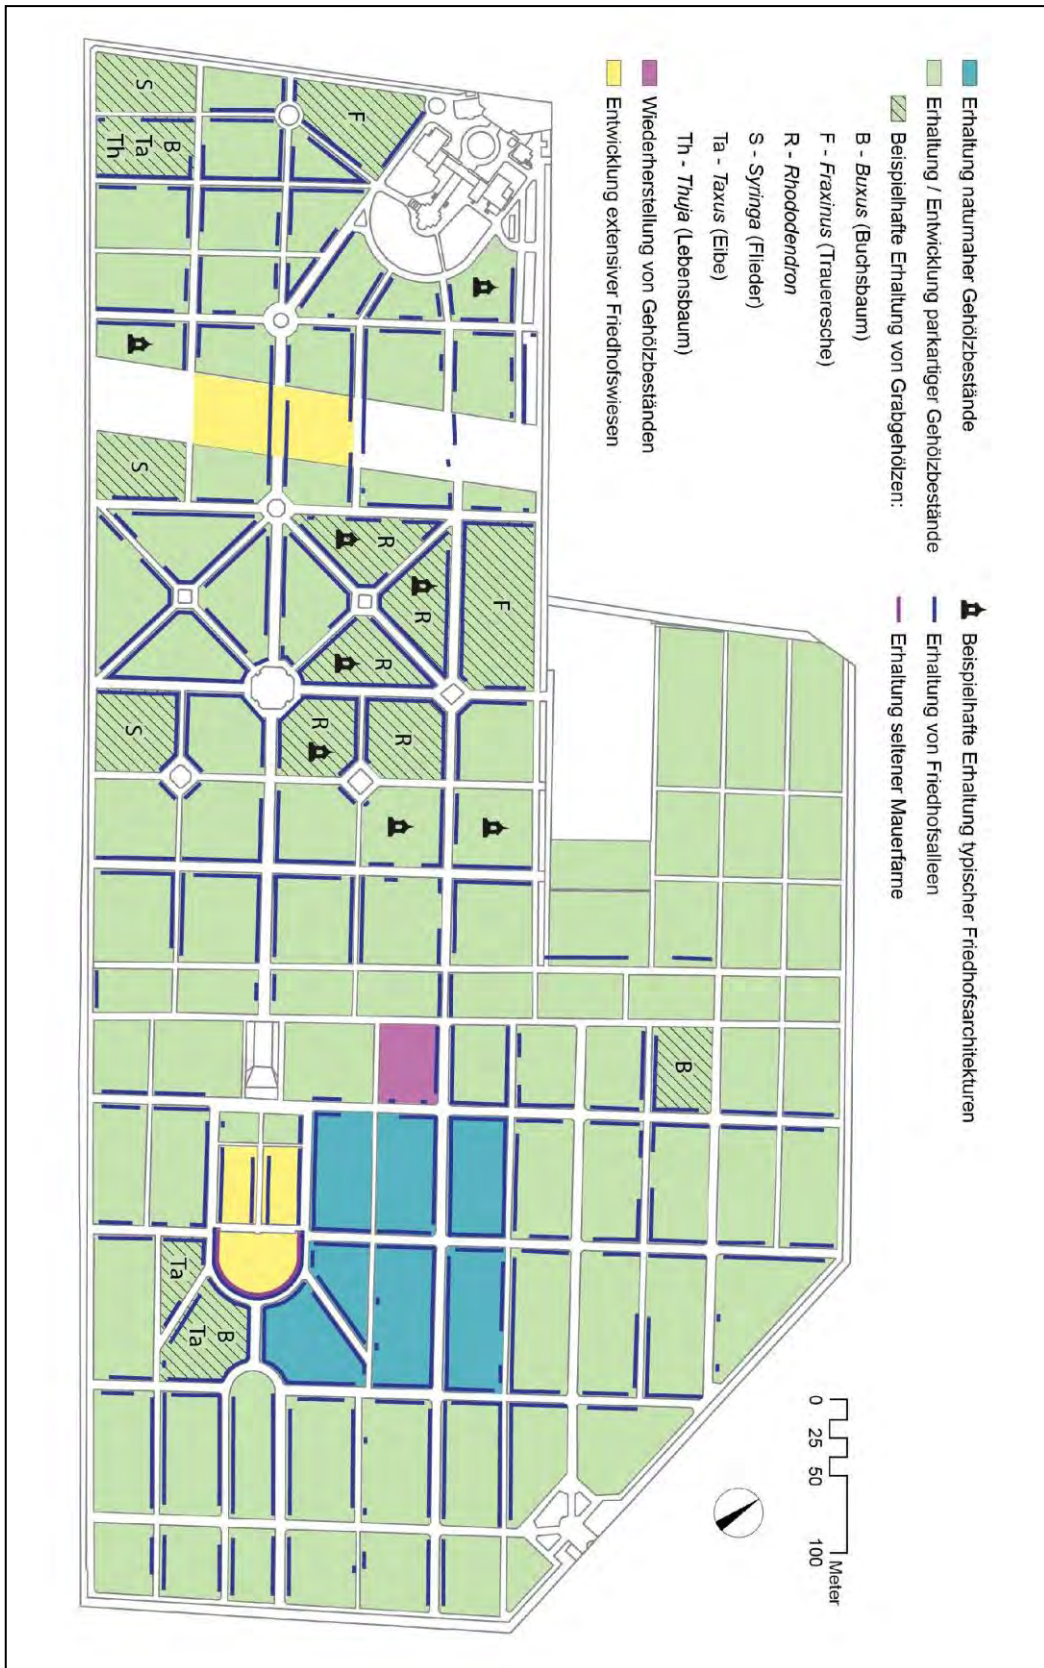 Erhaltung naturnaher Gehölzbestände
Erhaltung / Entwicklung parkartiger Gehölzbestände
Beispielhafte Erhaltung von Grabgehölzen:
B - Buxus (Buchsbaum)
F - Fraxinus (Traueresche)
R - Rhododendron
S - Syringa (Flieder)
Ta - Taxus (Eibe)
Th - Thuja (Lebensbaum)
Wiederherstellung von Gehölzbeständen
Entwicklung extensiver Friedhofswiesen
Beispielhafte Erhaltung typischer Friedhofsarchitekturen
Erhaltung von Friedhofsalleen
Erhaltung seltener Mauerfarne
0 25 50 100
Meter
F
F
R
R
R
R
R
B
S
B
Ta
Th
S
S
Ta
B
Ta